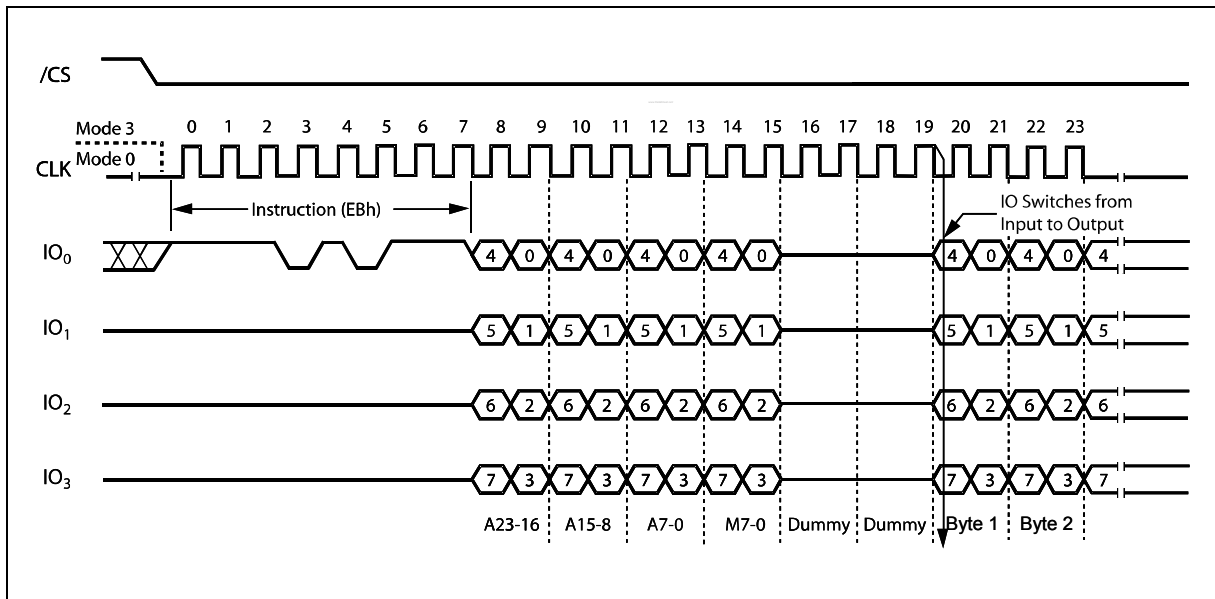 /CS
Mode 3
0 1 2 3 4 5 6 7 8 9 10 11 12 13 14 15 16 17 18 19 20 21 22 23
CLK
Mode 0
Instruction (EBh)
IO Switches from
Input to Output
IO₀
4 0 4 0 4 0 4 0 4 0 4 0 4
IO₁
5 1 5 1 5 1 5 1 5 1 5 1 5
IO₂
6 2 6 2 6 2 6 2 6 2 6 2 6
IO₃
7 3 7 3 7 3 7 3 7 3 7 3 7
A23-16 A15-8 A7-0 M7-0 Dummy Dummy Byte 1 Byte 2